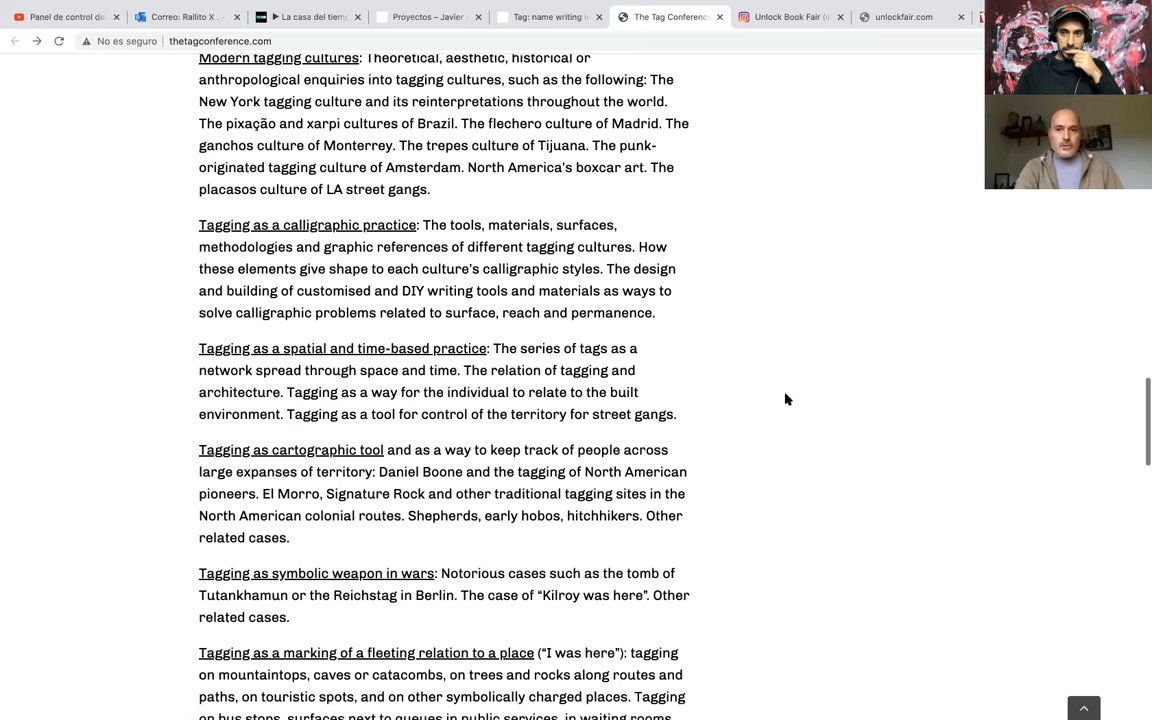 Panel de control del
Correo: Rallito X . -
La casa del tiem
Proyectos – Javier
Tag: name writing i
The Tag Conference
Unlock Book Fair (@
unlockfair.com
No es seguro | thetagconference.com
Modern tagging cultures: Theoretical, aesthetic, historical or
anthropological enquiries into tagging cultures, such as the following: The
New York tagging culture and its reinterpretations throughout the world.
The pixação and xarpi cultures of Brazil. The flechero culture of Madrid. The
ganchos culture of Monterrey. The trepes culture of Tijuana. The punk-
originated tagging culture of Amsterdam. North America's boxcar art. The
placasos culture of LA street gangs.
Tagging as a calligraphic practice: The tools, materials, surfaces,
methodologies and graphic references of different tagging cultures. How
these elements give shape to each culture's calligraphic styles. The design
and building of customised and DIY writing tools and materials as ways to
solve calligraphic problems related to surface, reach and permanence.
Tagging as a spatial and time-based practice: The series of tags as a
network spread through space and time. The relation of tagging and
architecture. Tagging as a way for the individual to relate to the built
environment. Tagging as a tool for control of the territory for street gangs.
Tagging as cartographic tool and as a way to keep track of people across
large expanses of territory: Daniel Boone and the tagging of North American
pioneers. El Morro, Signature Rock and other traditional tagging sites in the
North American colonial routes. Shepherds, early hobos, hitchhikers. Other
related cases.
Tagging as symbolic weapon in wars: Notorious cases such as the tomb of
Tutankhamun or the Reichstag in Berlin. The case of “Kilroy was here”. Other
related cases.
Tagging as a marking of a fleeting relation to a place (“I was here”): tagging
on mountaintops, caves or catacombs, on trees and rocks along routes and
paths, on touristic spots, and on other symbolically charged places. Tagging
on bus stops, surfaces next to queues in public services, in waiting rooms,